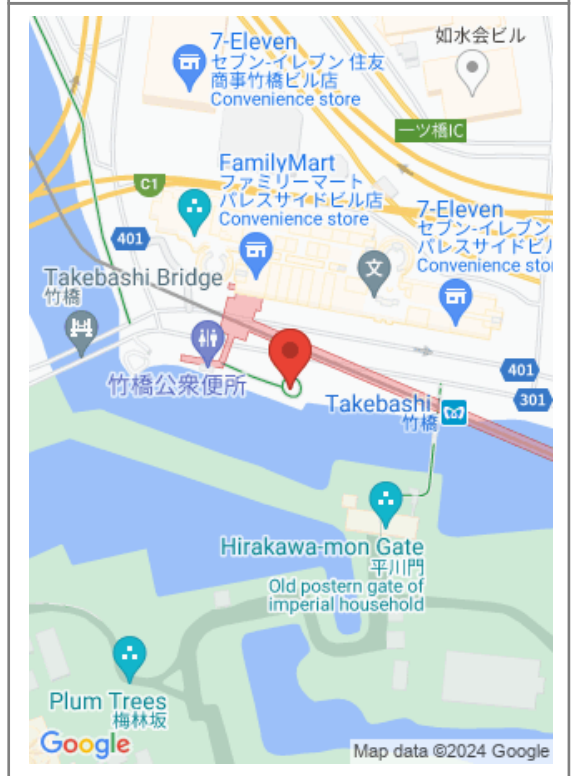 7-Eleven
セブン-イレブン 住友
商事竹橋ビル店
Convenience store
如水会ビル
一ツ橋IC
FamilyMart
ファミリーマート
パレスサイドビル店
Convenience store
C1
7-Eleven
セブン-イレブン
パレスサイドビル
Convenience sto
401
Takebashi Bridge
竹橋
文
竹橋公衆便所
401
301
Takebashi
竹橋
Hirakawa-mon Gate
平川門
Old postern gate of
imperial household
Plum Trees
梅林坂
Google
Map data ©2024 Google